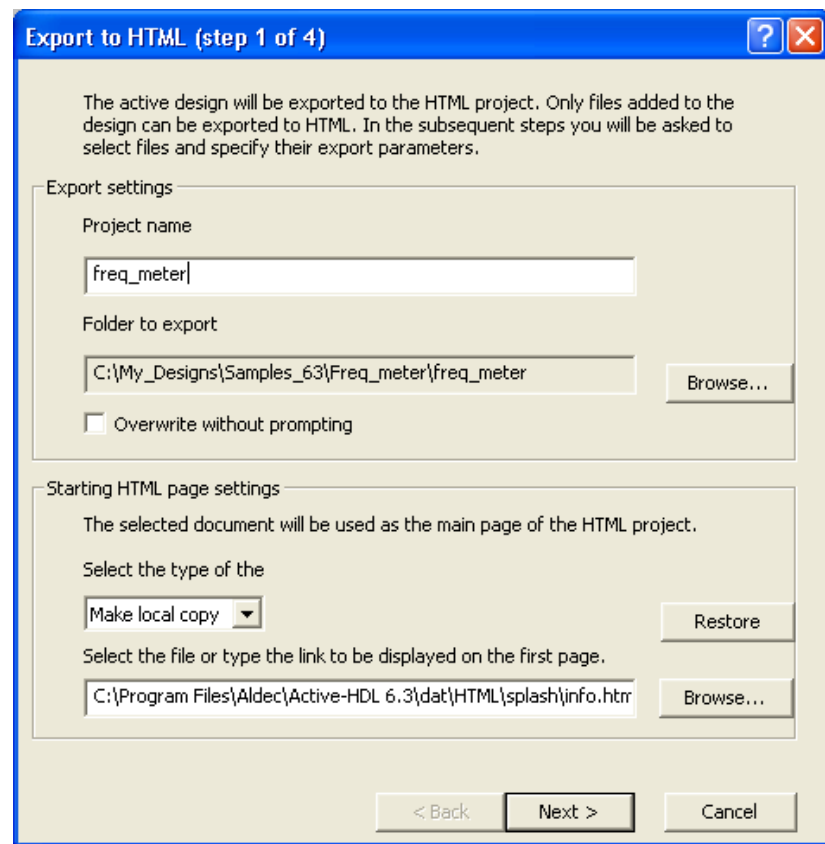 Export to HTML (step 1 of 4)
?
The active design will be exported to the HTML project. Only files added to the
design can be exported to HTML. In the subsequent steps you will be asked to
select files and specify their export parameters.
Export settings
Project name
freq_meter
Folder to export
C:\My_Designs\Samples_63\Freq_meter\freq_meter
Browse...
Overwrite without prompting
Starting HTML page settings
The selected document will be used as the main page of the HTML project.
Select the type of the
Make local copy
Restore
Select the file or type the link to be displayed on the first page.
C:\Program Files\Aldec\Active-HDL 6.3\dat\HTML\splash\info.htm
Browse...
< Back
Next >
Cancel